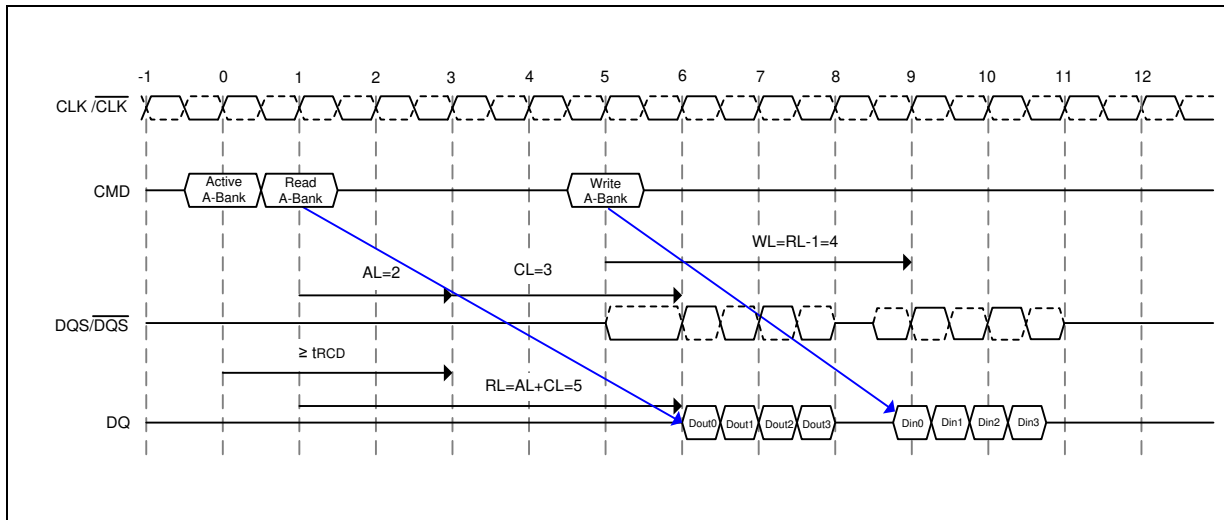 -1 0 1 2 3 4 5 6 7 8 9 10 11 12
CLK /CLK
CMD
Active
A-Bank
Read
A-Bank
Write
A-Bank
WL=RL-1=4
AL=2
CL=3
DQS/DQS
≥ tRCD
RL=AL+CL=5
DQ
Dout0 Dout1 Dout2 Dout3 Din0 Din1 Din2 Din3